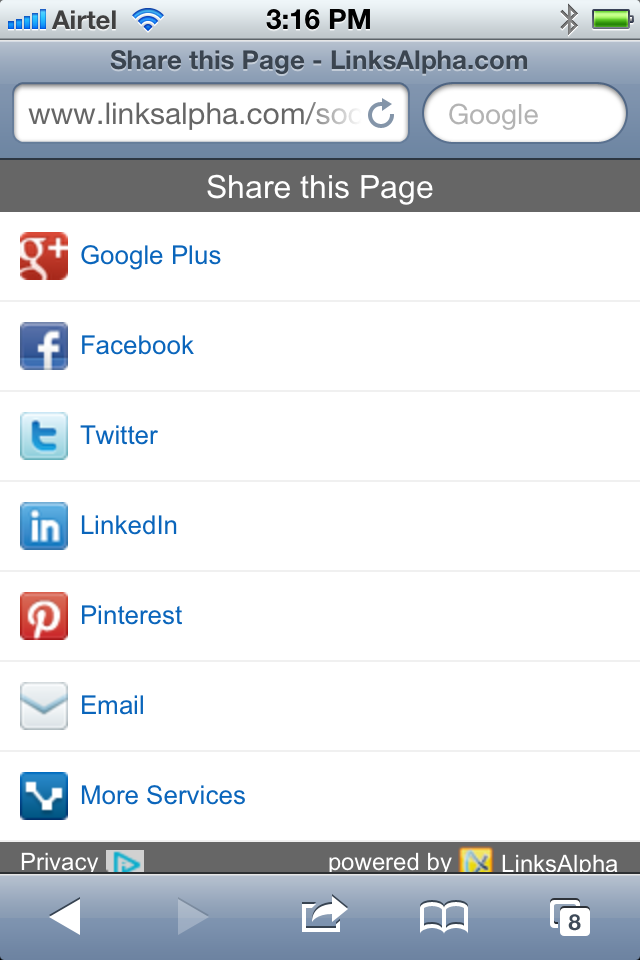 Airtel 3:16 PM
Share this Page - LinksAlpha.com
www.linksalpha.com/soc Google
Share this Page
g+ Google Plus
f Facebook
t Twitter
in LinkedIn
p Pinterest
Email
More Services
Privacy powered by LinksAlpha
8